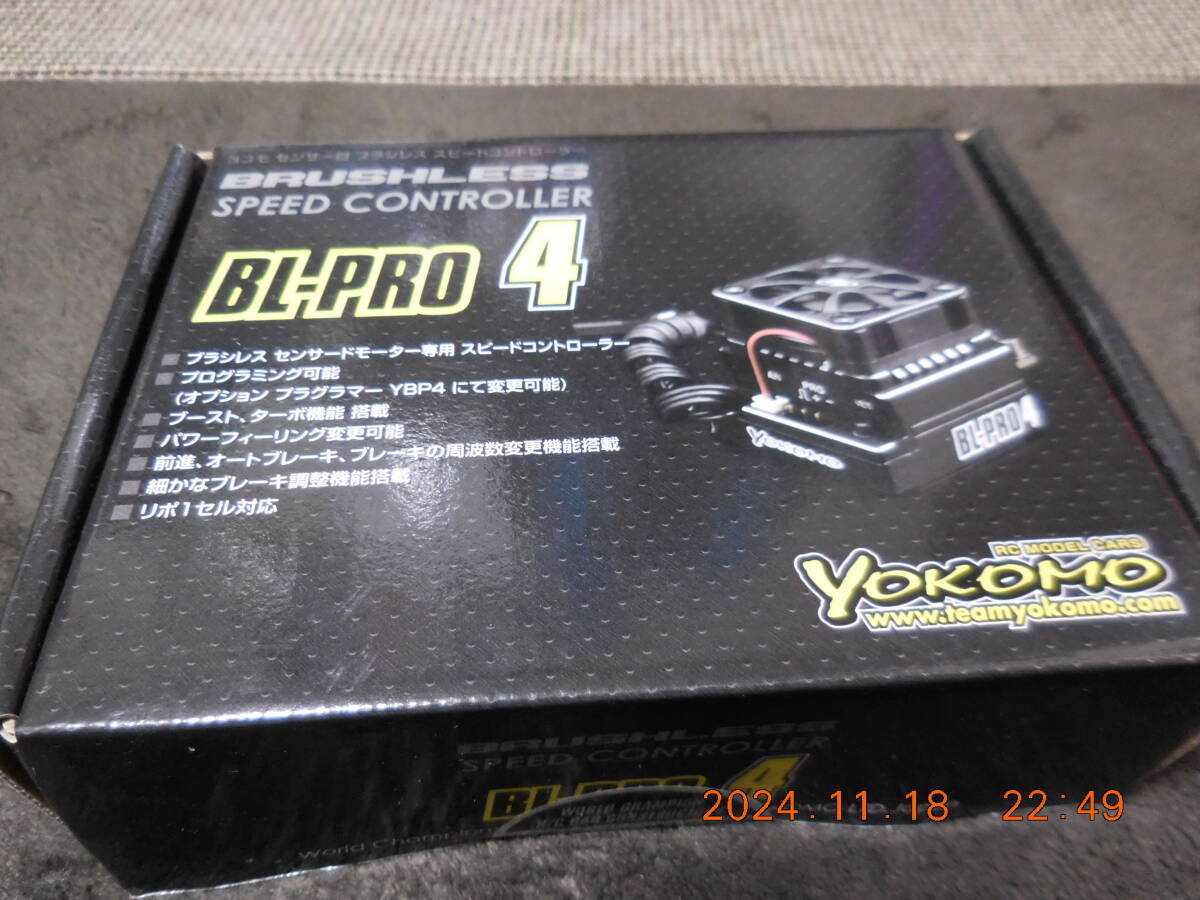 ヨコモ センサー付 ブラシレス スピードコントローラー
BRUSHLESS
SPEED CONTROLLER
BL-PRO 4
■ ブラシレス センサードモーター専用 スピードコントローラー
■ プログラミング可能
(オプション プラグラマー YBP4 にて変更可能)
■ ブースト、ターボ機能 搭載
■ パワーフィーリング変更可能
■ 前進、オートブレーキ、ブレーキの周波数変更機能搭載
■ 細かなブレーキ調整機能搭載
■ リポ1セル対応
PRG
YOKOMO
BL-PRO 4
RC MODEL CARS
YOKOMO
www.teamyokomo.com
BRUSHLESS
SPEED CONTROLLER
BL-PRO 4
World
2024.11.18 22:49